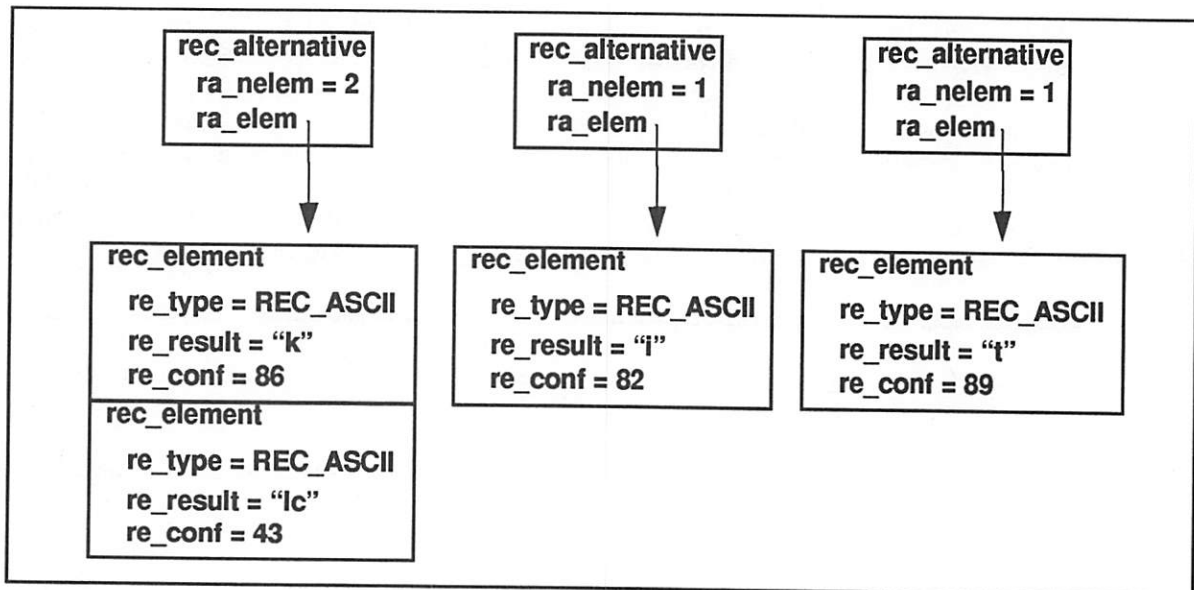 rec_alternative
ra_nelem = 2
ra_elem
rec_alternative
ra_nelem = 1
ra_elem
rec_alternative
ra_nelem = 1
ra_elem
rec_element
re_type = REC_ASCII
re_result = “k”
re_conf = 86
rec_element
re_type = REC_ASCII
re_result = “lc”
re_conf = 43
rec_element
re_type = REC_ASCII
re_result = “i”
re_conf = 82
rec_element
re_type = REC_ASCII
re_result = “t”
re_conf = 89